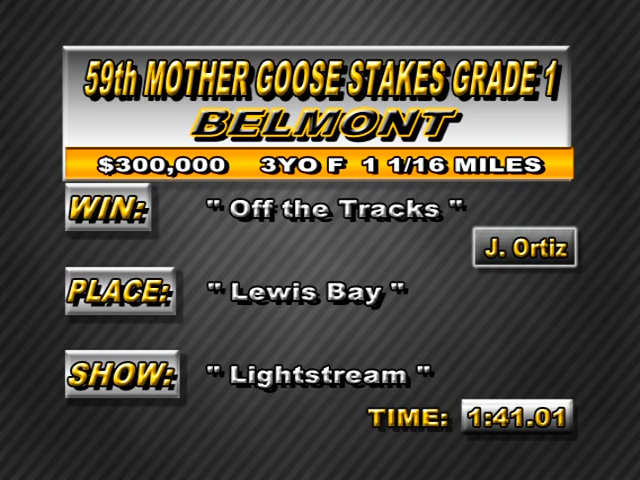 59th MOTHER GOOSE STAKES GRADE 1
BELMONT
$300,000 3YO F 1 1/16 MILES
WIN: " Off the Tracks "
J. Ortiz
PLACE: " Lewis Bay "
SHOW: " Lightstream "
TIME: 1:41.01